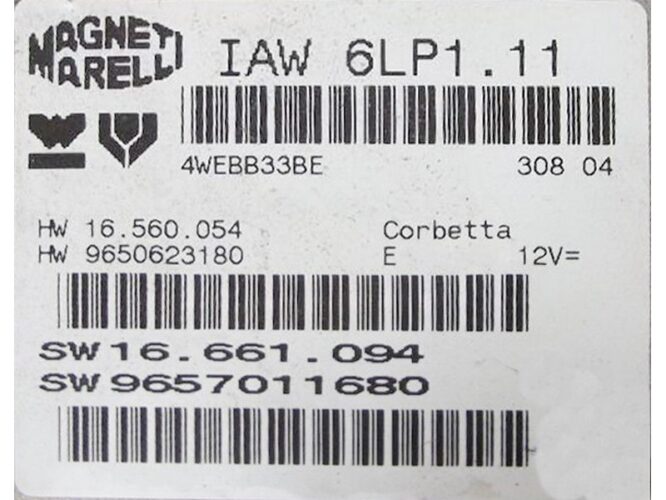 MAGNETI
MARELLI
IAW 6LP1.11
4WEBB33BE 308 04
HW 16.560.054 Corbetta
HW 9650623180 E 12V=
SW 16.661.094
SW 9657011680